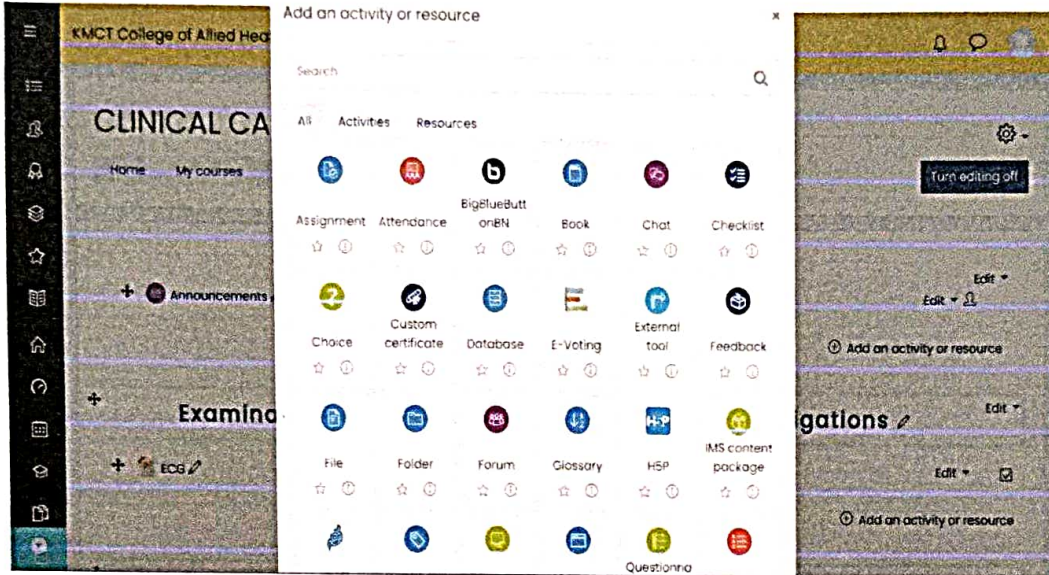 Add an activity or resource
×
KMCT College of Allied Hea
Search
CLINICAL CA
All Activities Resources
Home My courses
Turn editing off
Assignment
Attendance
BigBlueButt
onBN
Book
Chat
Checklist
Announcements
Edit
Edit
Choice
Custom
certificate
Database
E-Voting
External
tool
Feedback
Add an activity or resource
Examina
gations
Edit
File
Folder
Forum
Glossary
H5P
IMS content
package
ECG
Edit
Add an activity or resource
Questionna